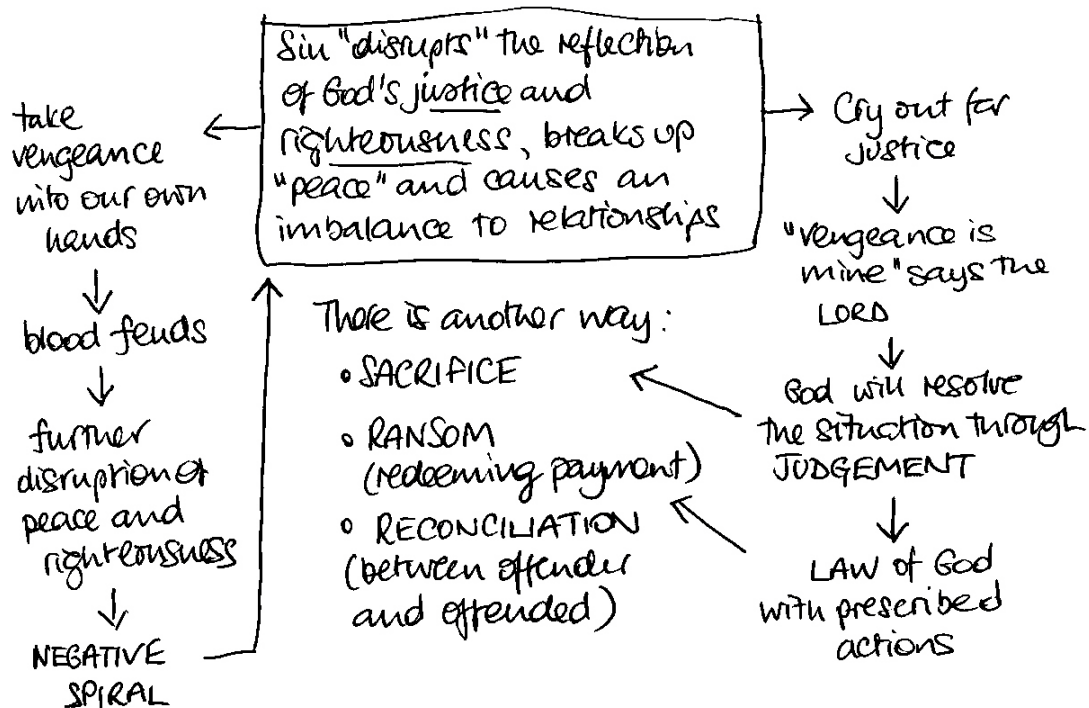 Sin "disrupts" the reflection
of God's justice and
righteousness, breaks up
"peace" and causes an
imbalance to relationships
take
vengeance
into our own
hands
blood feuds
further
disruption of
peace and
righteousness
NEGATIVE
SPIRAL
There is another way:
• SACRIFICE
• RANSOM
(redeeming payment)
• RECONCILIATION
(between offender
and offended)
Cry out for
justice
"vengeance is
mine" says the
LORD
God will resolve
the situation through
JUDGEMENT
LAW of God
with prescribed
actions